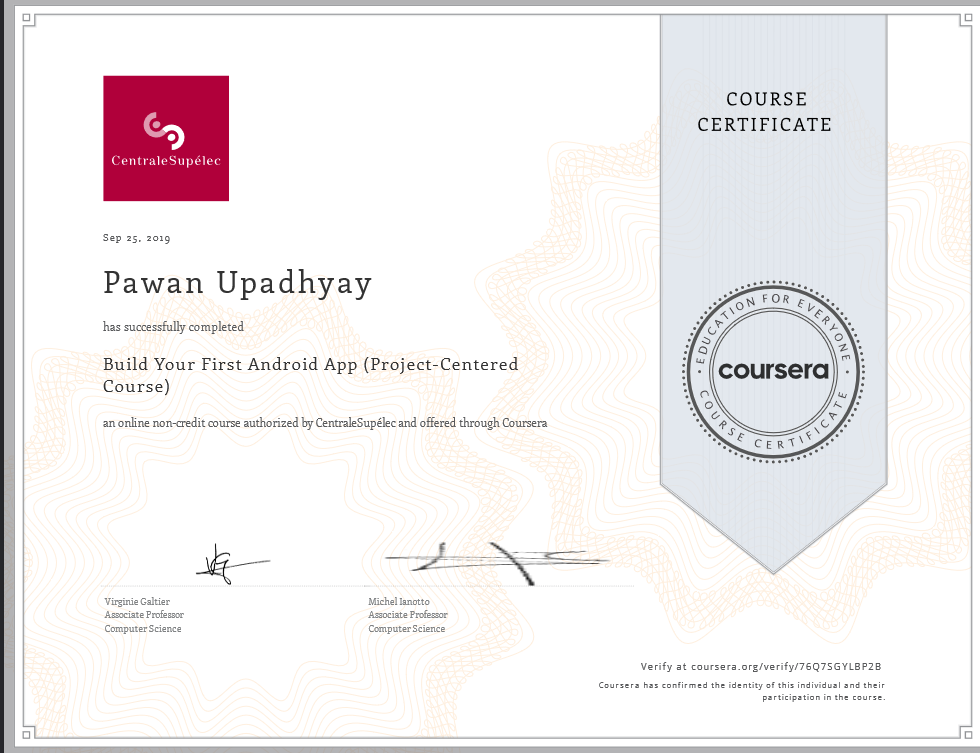 COURSE
CERTIFICATE
CentraleSupélec
Sep 25, 2019
Pawan Upadhyay
has successfully completed
Build Your First Android App (Project-Centered
Course)
an online non-credit course authorized by CentraleSupélec and offered through Coursera
EDUCATION FOR EVERYONE
coursera
COURSE CERTIFICATE
Virginie Galtier
Associate Professor
Computer Science
Michel Ianotto
Associate Professor
Computer Science
Verify at coursera.org/verify/76Q7SGYLBP2B
Coursera has confirmed the identity of this individual and their
participation in the course.